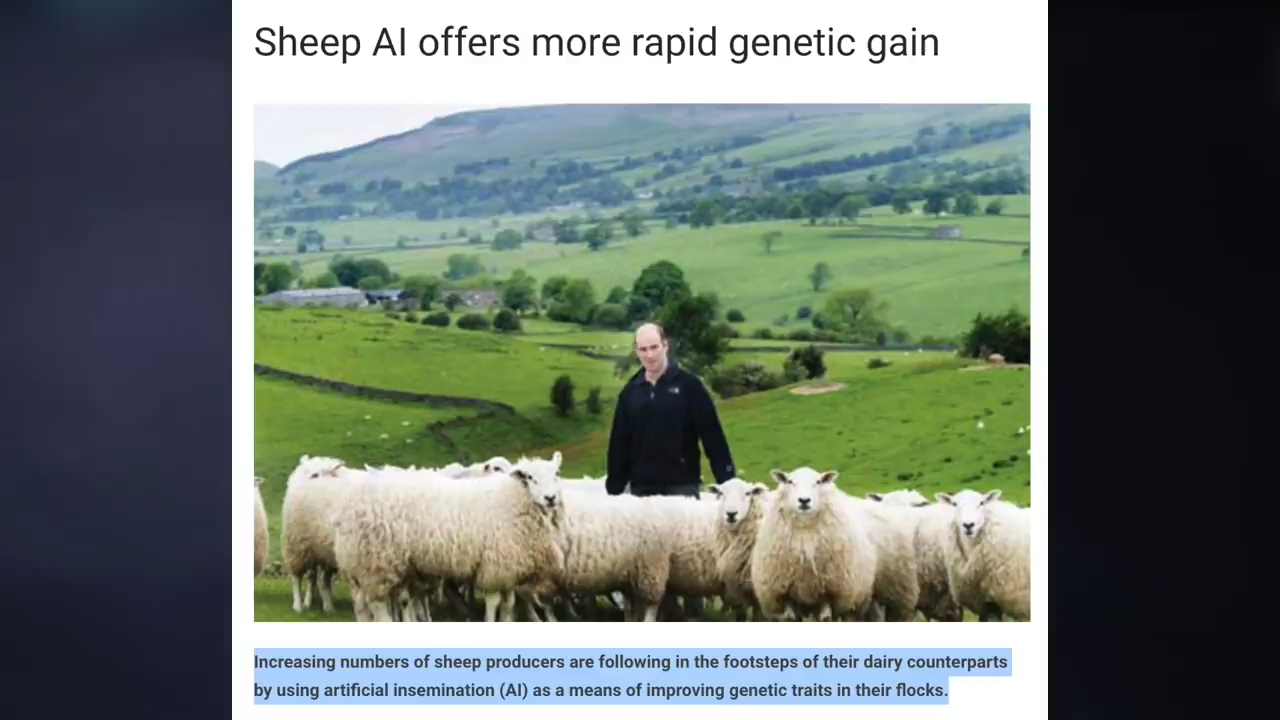 Sheep AI offers more rapid genetic gain
Increasing numbers of sheep producers are following in the footsteps of their dairy counterparts
by using artificial insemination (AI) as a means of improving genetic traits in their flocks.